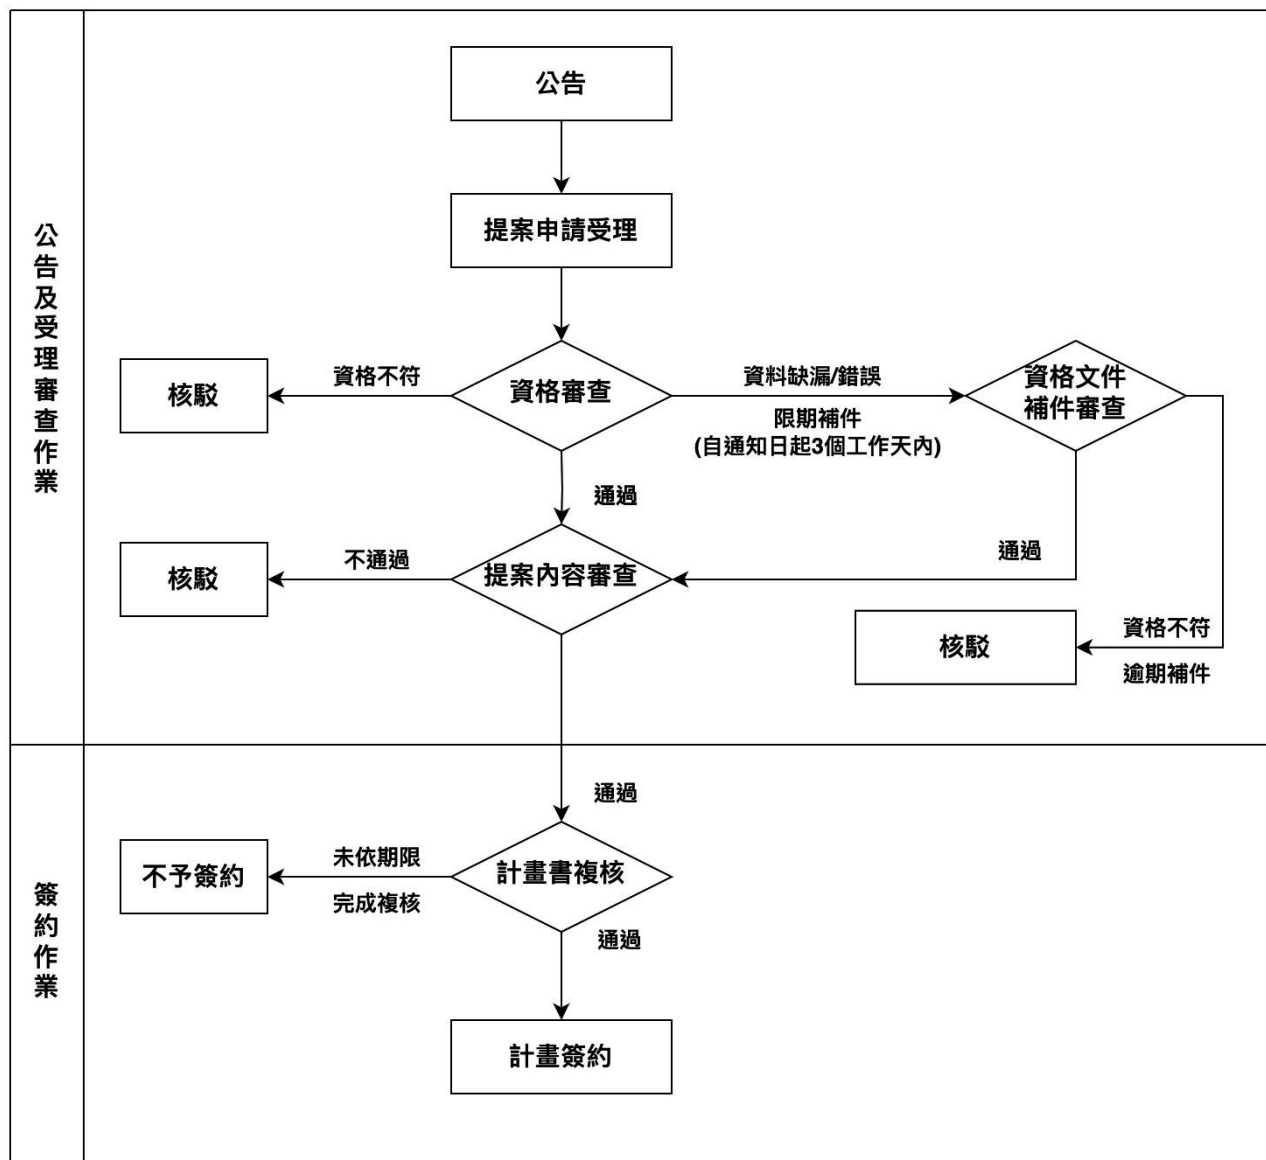 公告及受理審查作業
公告
提案申請受理
資格審查
資格不符
核駁
資料缺漏/錯誤
限期補件
(自通知日起3個工作天內)
資格文件
補件審查
通過
通過
提案內容審查
不通過
核駁
資格不符
逾期補件
核駁
簽約作業
通過
計畫書複核
未依期限
完成複核
不予簽約
通過
計畫簽約